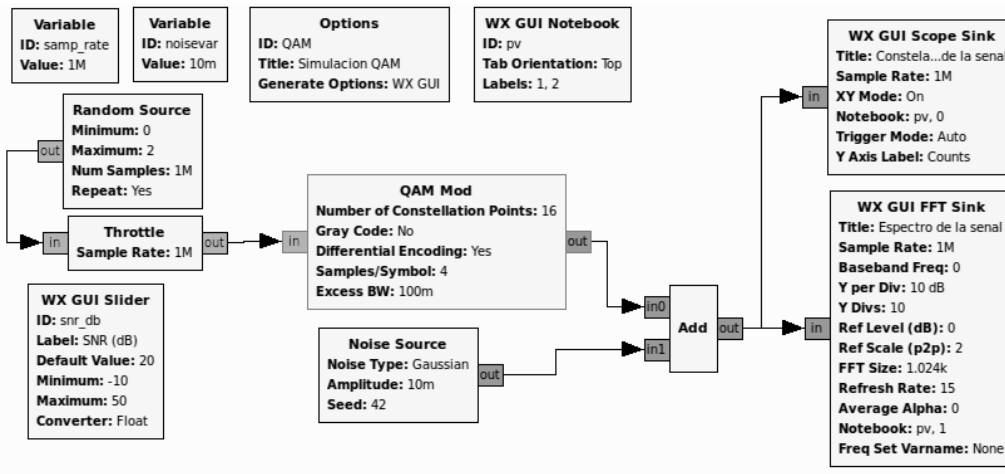 Variable
ID: samp_rate
Value: 1M
Variable
ID: noisevar
Value: 10m
Options
ID: QAM
Title: Simulacion QAM
Generate Options: WX GUI
WX GUI Notebook
ID: pv
Tab Orientation: Top
Labels: 1, 2
WX GUI Scope Sink
Title: Constela...de la senal
Sample Rate: 1M
XY Mode: On
Notebook: pv, 0
Trigger Mode: Auto
Y Axis Label: Counts
in
Random Source
Minimum: 0
Maximum: 2
Num Samples: 1M
Repeat: Yes
out
Throttle
Sample Rate: 1M
in
out
QAM Mod
Number of Constellation Points: 16
Gray Code: No
Differential Encoding: Yes
Samples/Symbol: 4
Excess BW: 100m
in
out
WX GUI Slider
ID: snr_db
Label: SNR (dB)
Default Value: 20
Minimum: -10
Maximum: 50
Converter: Float
Noise Source
Noise Type: Gaussian
Amplitude: 10m
Seed: 42
out
in0
in1
Add
out
WX GUI FFT Sink
Title: Espectro de la senal
Sample Rate: 1M
Baseband Freq: 0
Y per Div: 10 dB
Y Divs: 10
Ref Level (dB): 0
Ref Scale (p2p): 2
FFT Size: 1.024k
Refresh Rate: 15
Average Alpha: 0
Notebook: pv, 1
Freq Set Varname: None
in